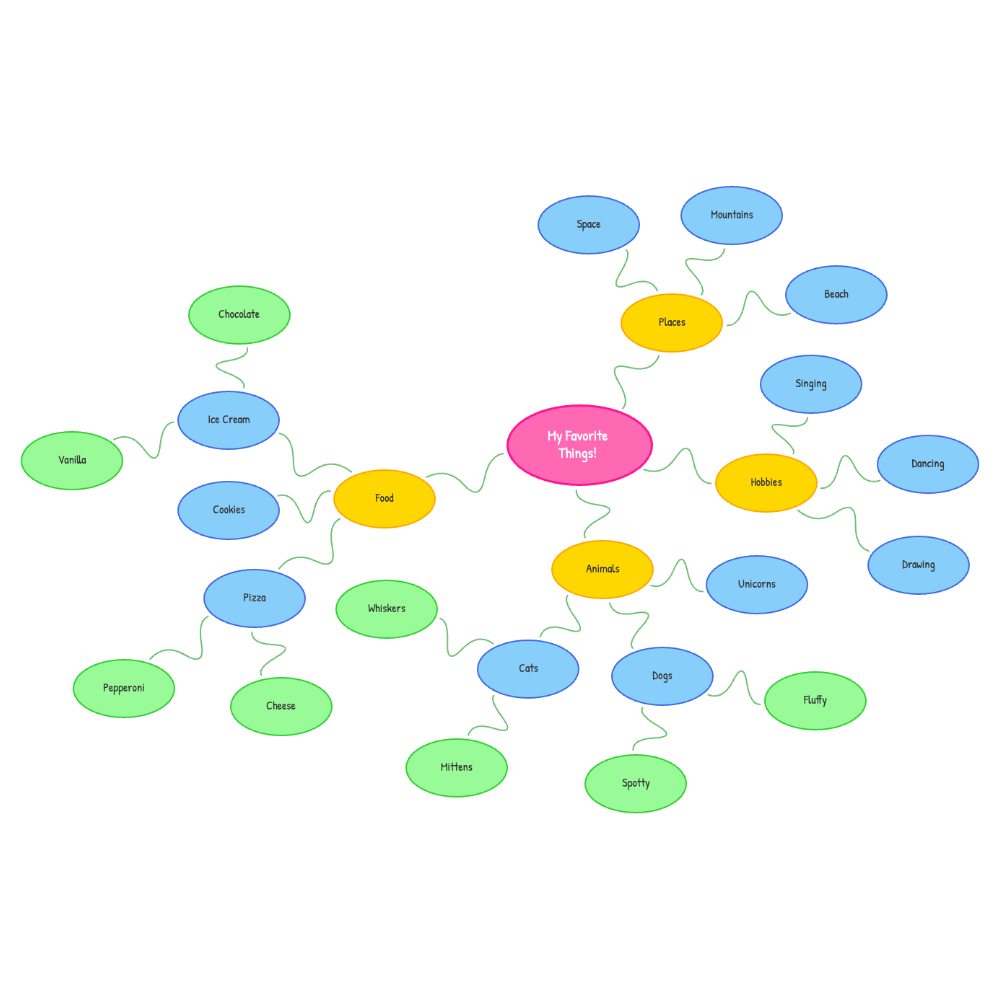 Mountains
Space
Beach
Chocolate
Places
Singing
Ice Cream
My Favorite
Things!
Vanilla
Dancing
Hobbies
Food
Cookies
Drawing
Animals
Unicorns
Pizza
Whiskers
Cats
Dogs
Pepperoni
Fluffy
Cheese
Mittens
Spotty